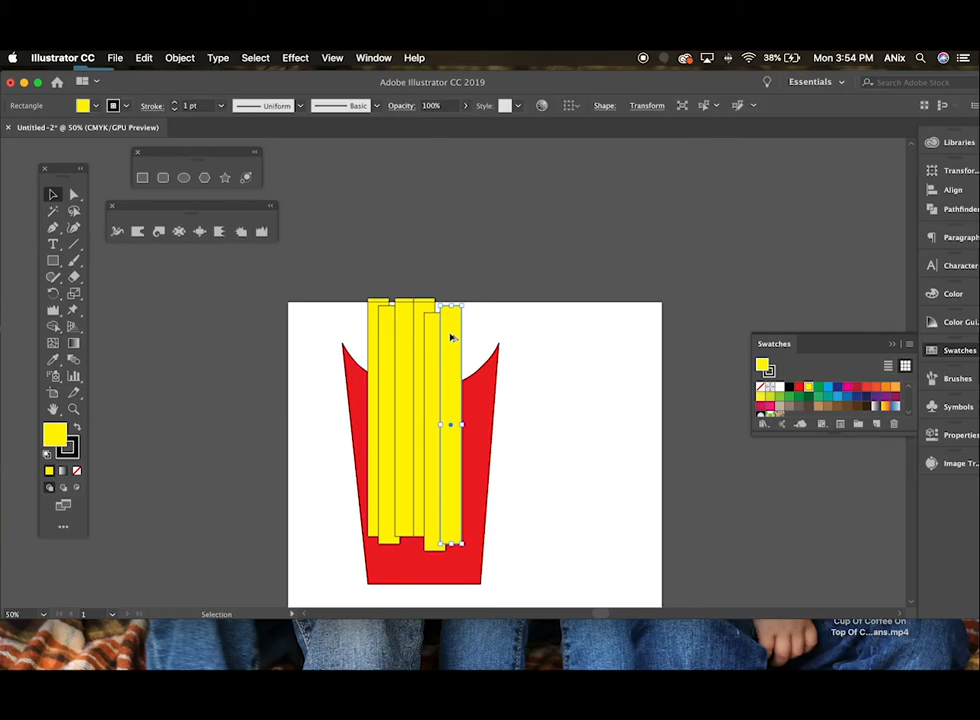 Illustrator CC File Edit Object Type Select Effect View Window Help
38% Mon 3:54 PM ANix
Adobe Illustrator CC 2019
Essentials
Search Adobe Stock
Rectangle Stroke: 1 pt Uniform Basic Opacity: 100% Style: Shape: Transform
Untitled-2* @ 50% (CMYK/GPU Preview)
Libraries
Transfor...
Align
Pathfinde
Paragraph
Character
Color
Color Gui
Swatches
Swatches
Brushes
Symbols
Properties
Image Tr...
50% 1 Selection
Cup Of Coffee On
Top Of C...ans.mp4